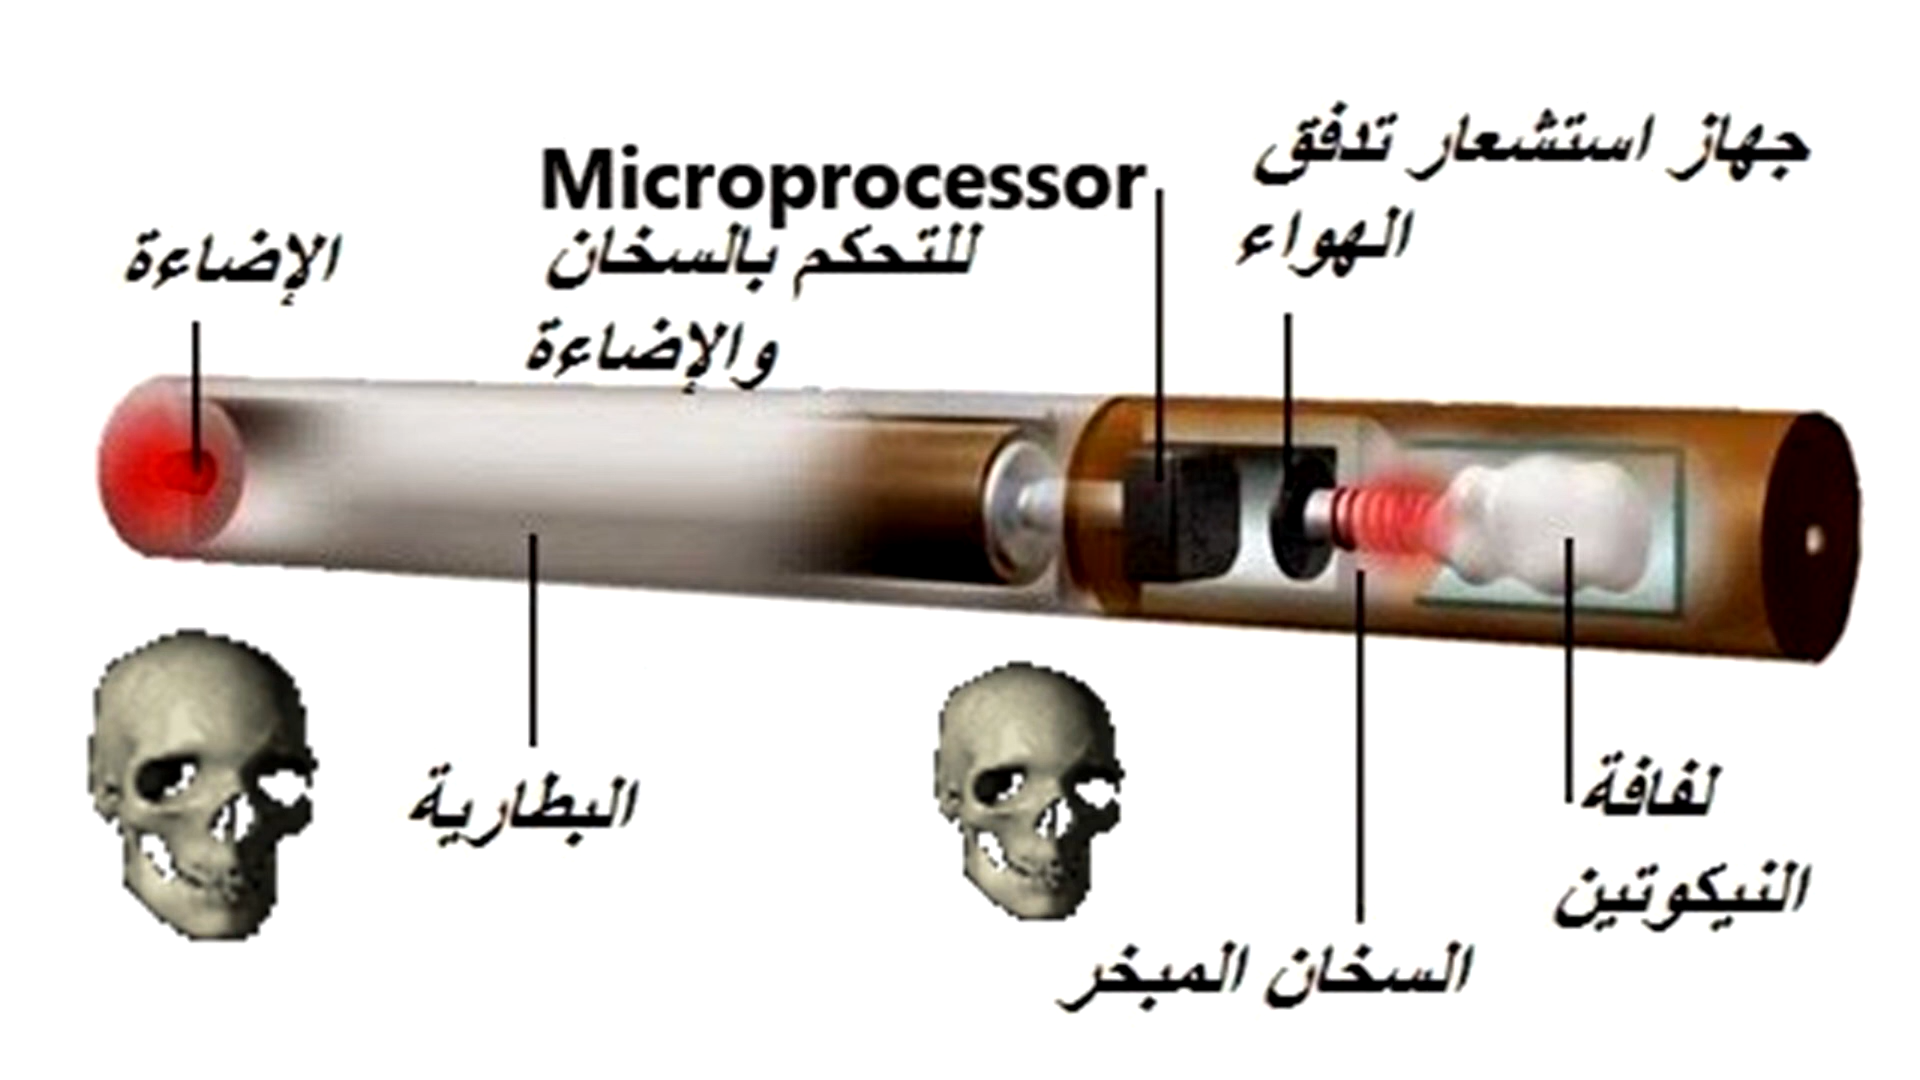 جهاز استشعار تدفق
الهواء
Microprocessor
للتحكم بالسخان
والإضاءة
الإضاءة
البطارية
لفافة
النيكوتين
السخان المبخر